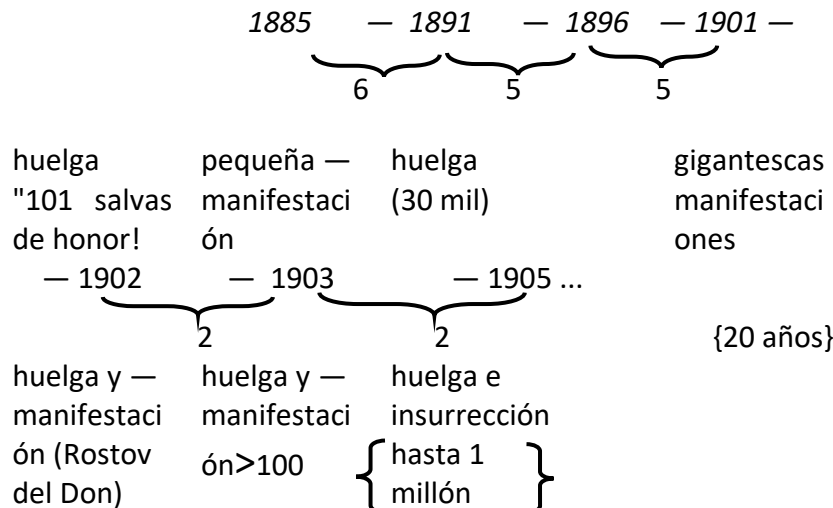 1885 — 1891 — 1896 — 1901 —
6 5 5
huelga pequeña — huelga gigantescas
"101 salvas manifestaci (30 mil) manifestaci
de honor! ón ones
— 1902 — 1903 — 1905 ...
2 2 {20 años}
huelga y — huelga y — huelga e
manifestaci manifestaci insurrección
ón (Rostov ón>100 { hasta 1 }
del Don) millón